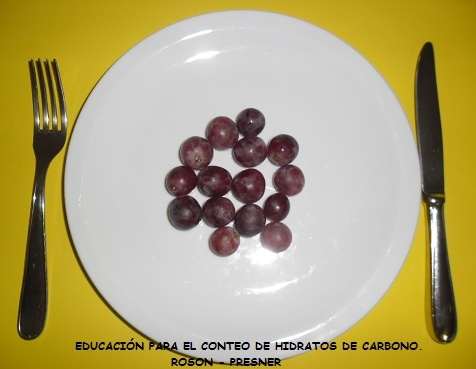 EDUCACIÓN PARA EL CONTEO DE HIDRATOS DE CARBONO.
ROSON - PRESNER